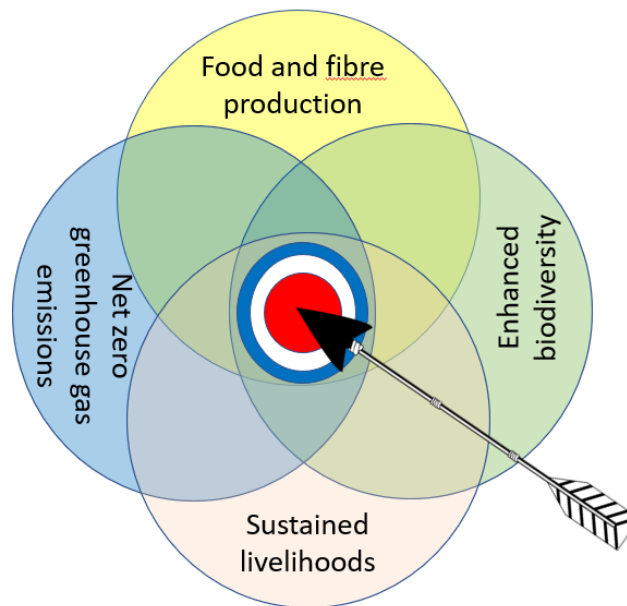 Food and fibre
production
Net zero
greenhouse gas
emissions
Enhanced
biodiversity
Sustained
livelihoods